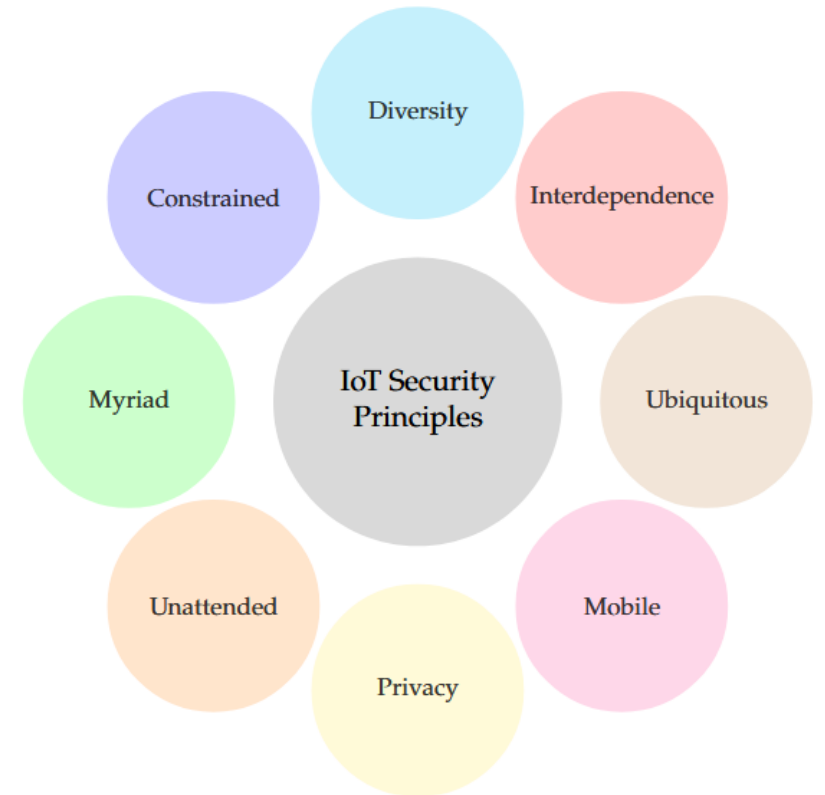 Diversity
Constrained
Interdependence
IoT Security
Principles
Myriad
Ubiquitous
Unattended
Mobile
Privacy